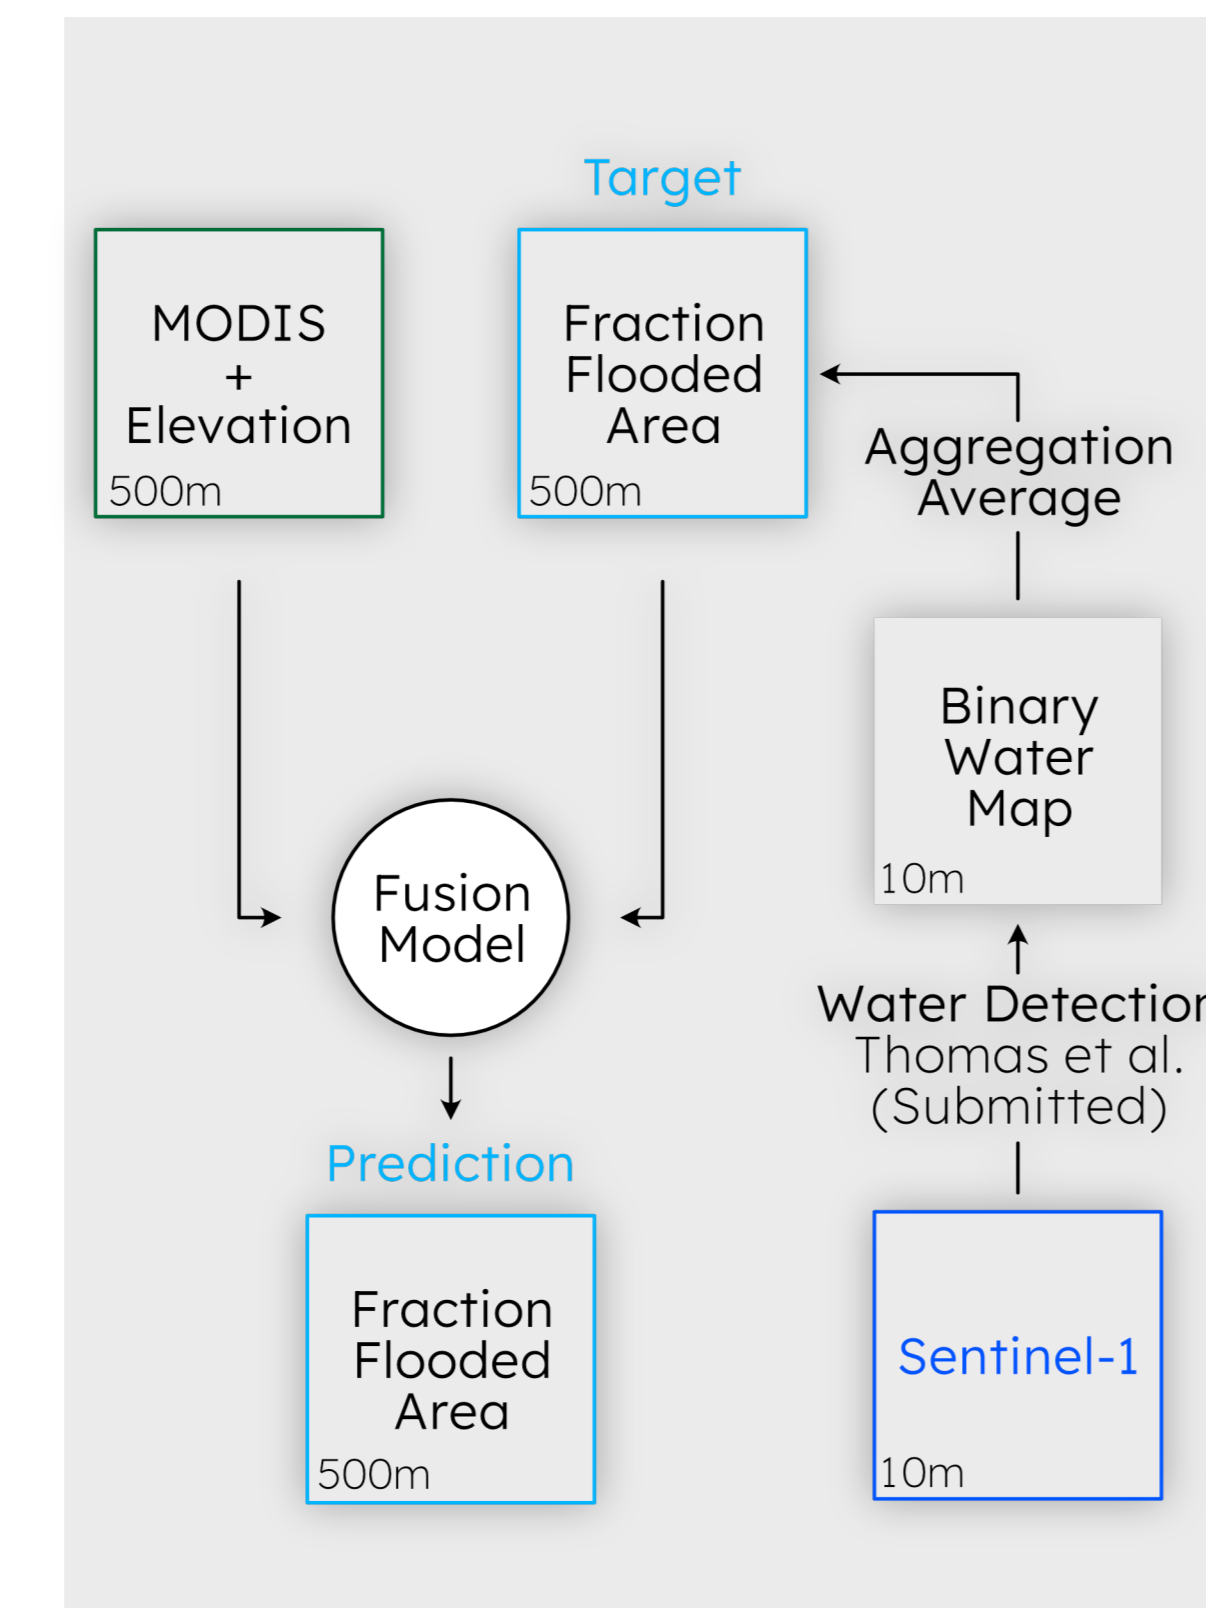 Target
MODIS
+
Elevation
500m
Fraction
Flooded
Area
500m
Aggregation
Average
Binary
Water
Map
10m
Fusion
Model
Water Detection
Thomas et al.
(Submitted)
Prediction
Fraction
Flooded
Area
500m
Sentinel-1
10m